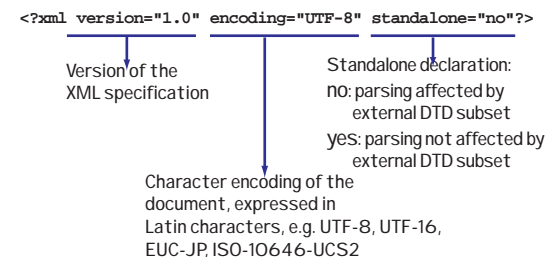 <?xml version="1.0" encoding="UTF-8" standalone="no"?>
Version of the
XML specification
Standalone declaration:
no: parsing affected by
external DTD subset
yes: parsing not affected by
external DTD subset
Character encoding of the
document, expressed in
Latin characters, e.g. UTF-8, UTF-16,
EUC-JP, ISO-10646-UCS2